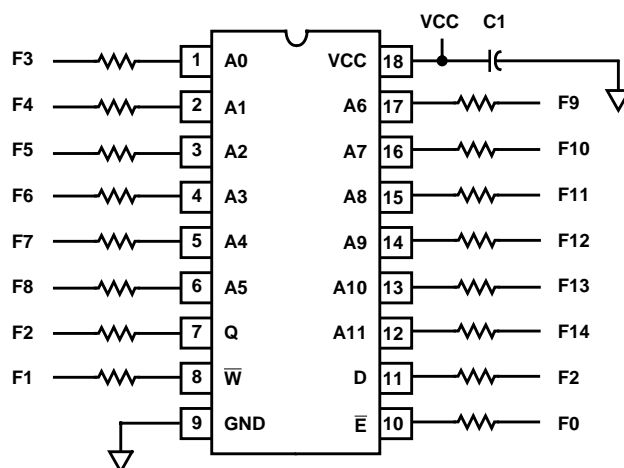 VCC C1
F3 1 A0 VCC 18
F4 2 A1 A6 17 F9
F5 3 A2 A7 16 F10
F6 4 A3 A8 15 F11
F7 5 A4 A9 14 F12
F8 6 A5 A10 13 F13
F2 7 Q A11 12 F14
F1 8 W̅ D 11 F2
9 GND E̅ 10 F0